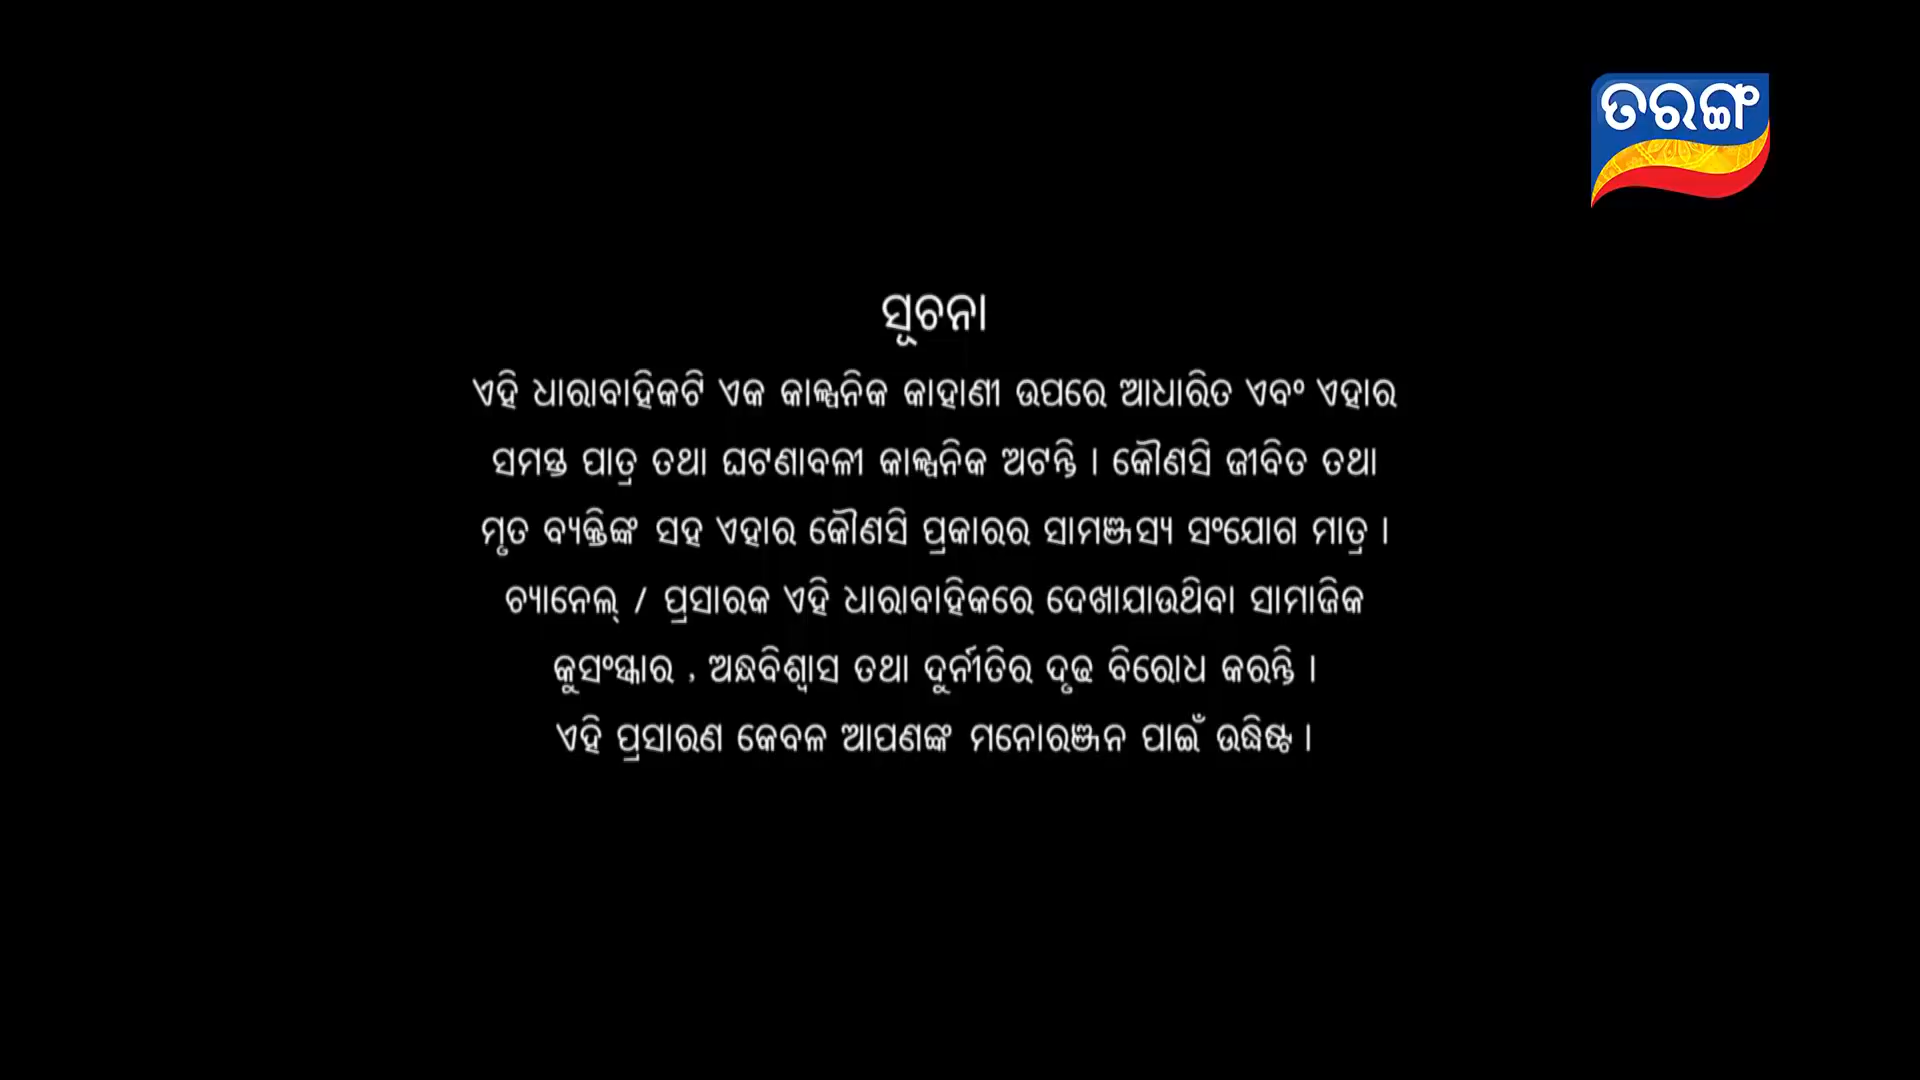 ତରଙ୍ଗ
ସୂଚନା
ଏହି ଧାରାବାହିକଟି ଏକ କାଳ୍ପନିକ କାହାଣୀ ଉପରେ ଆଧାରିତ ଏବଂ ଏହାର
ସମସ୍ତ ପାତ୍ର ତଥା ଘଟଣାବଳୀ କାଳ୍ପନିକ ଅଟନ୍ତି ।  କୌଣସି ଜୀବିତ ତଥା
ମୃତ ବ୍ୟକ୍ତିଙ୍କ ସହ ଏହାର କୌଣସି ପ୍ରକାରର ସାମଞ୍ଜସ୍ୟ ସଂଯୋଗ ମାତ୍ର ।
ଚ୍ୟାନେଲ୍ / ପ୍ରସାରକ ଏହି ଧାରାବାହିକରେ ଦେଖାଯାଉଥିବା ସାମାଜିକ
କୁସଂସ୍କାର , ଅନ୍ଧବିଶ୍ୱାସ ତଥା ଦୁର୍ନୀତିର ଦୃଢ ବିରୋଧ କରନ୍ତି ।
ଏହି ପ୍ରସାରଣ କେବଳ ଆପଣଙ୍କ ମନୋରଞ୍ଜନ ପାଇଁ ଉଦ୍ଧିଷ୍ଟ ।